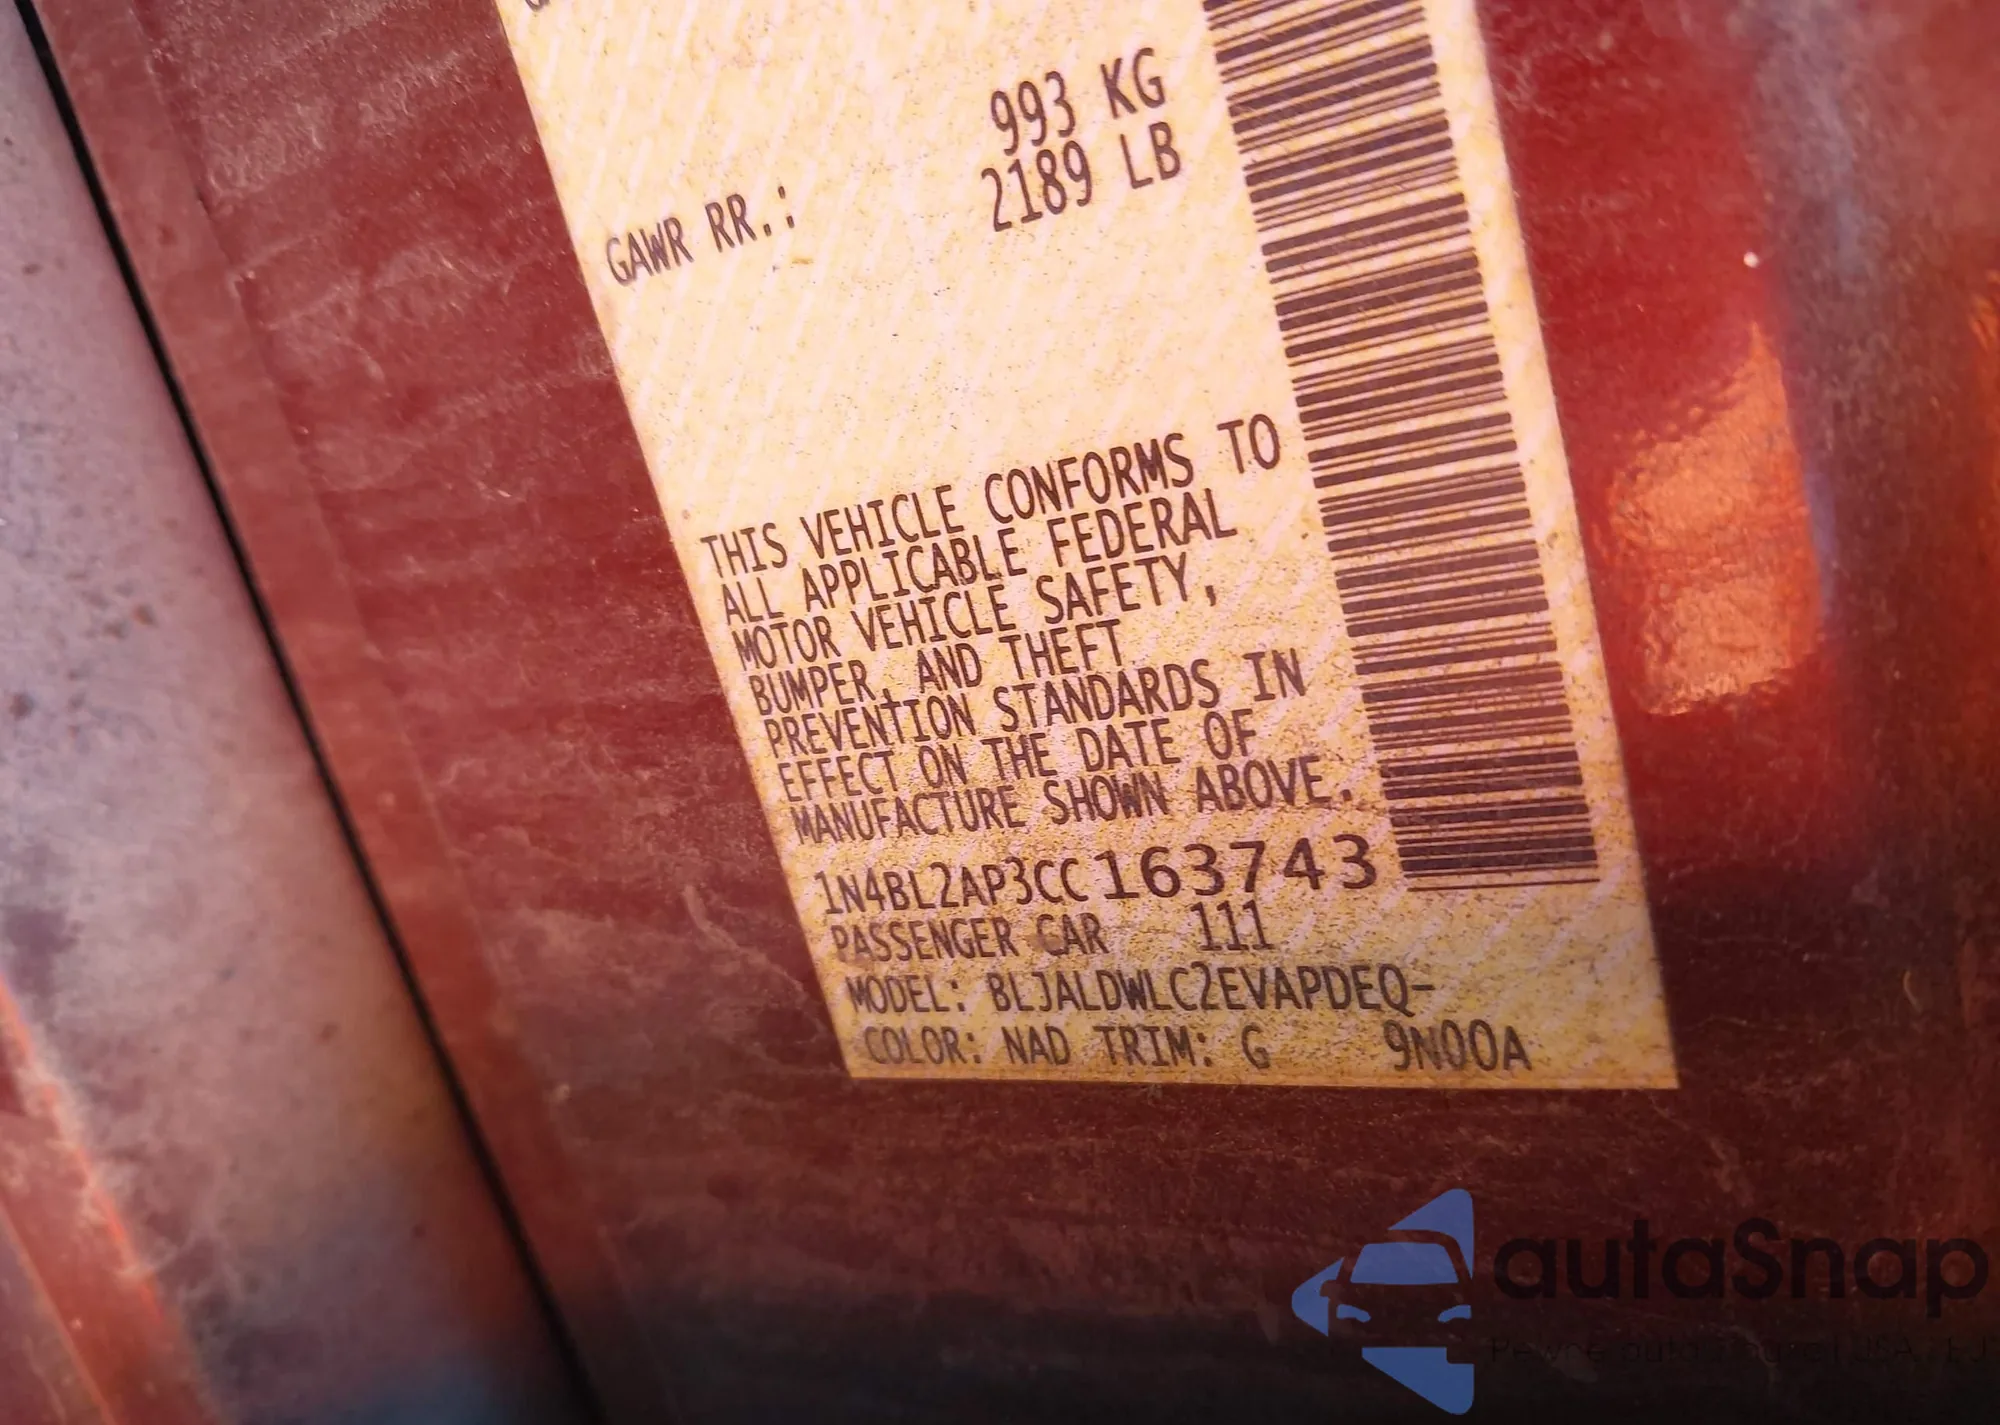 993 KG
2189 LB
GAWR RR.:
THIS VEHICLE CONFORMS TO
ALL APPLICABLE FEDERAL
MOTOR VEHICLE SAFETY,
BUMPER, AND THEFT
PREVENTION STANDARDS IN
EFFECT ON THE DATE OF
MANUFACTURE SHOWN ABOVE.
1N4BL2AP3CC163743
PASSENGER CAR 111
MODEL: BLJALDWLC2EVAPDEQ-
COLOR: NAD TRIM: G 9N00A
autaSnap